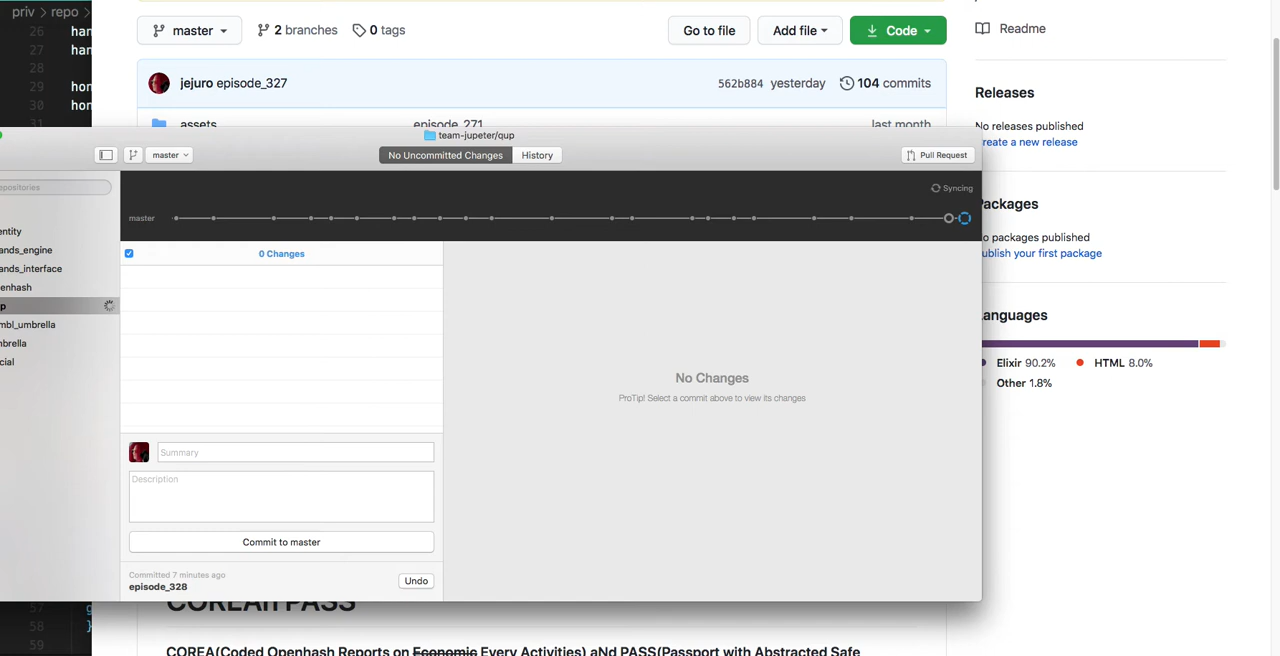 priv > repo >
26 han
27 han
28
29 hon
30 hon
31
master
2 branches
0 tags
Go to file
Add file
Code
Readme
jejuro episode_327
562b884 yesterday
104 commits
Releases
assets
episode_271
last month
No releases published
reate a new release
team-jupeter/qup
master
No Uncommitted Changes
History
Pull Request
epositories
Syncing
master
Packages
o packages published
ublish your first package
entity
ands_engine
ands_interface
enhash
p
mbl_umbrella
mbrella
cial
0 Changes
Languages
Elixir 90.2%
HTML 8.0%
Other 1.8%
No Changes
ProTip! Select a commit above to view its changes
Summary
Description
Commit to master
Committed 7 minutes ago
episode_328
Undo
57 g
58 }
59
COREAn PASS
COREA(Coded Openhash Reports on Economic Every Activities) aNd PASS(Passport with Abstracted Safe